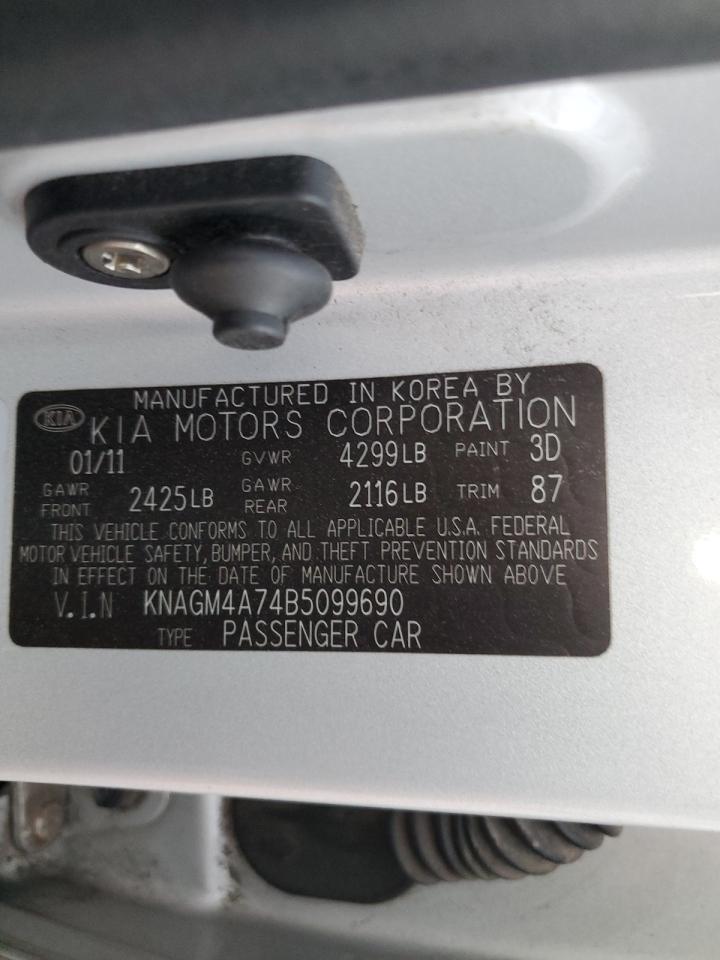 MANUFACTURED IN KOREA BY
KIA KIA MOTORS CORPORATION
01/11 GVWR 4299LB PAINT 3D
GAWR FRONT 2425LB GAWR REAR 2116LB TRIM 87
THIS VEHICLE CONFORMS TO ALL APPLICABLE U.S.A. FEDERAL
MOTOR VEHICLE SAFETY, BUMPER, AND THEFT PREVENTION STANDARDS
IN EFFECT ON THE DATE OF MANUFACTURE SHOWN ABOVE
V.I.N KNAGM4A74B5099690
TYPE PASSENGER CAR